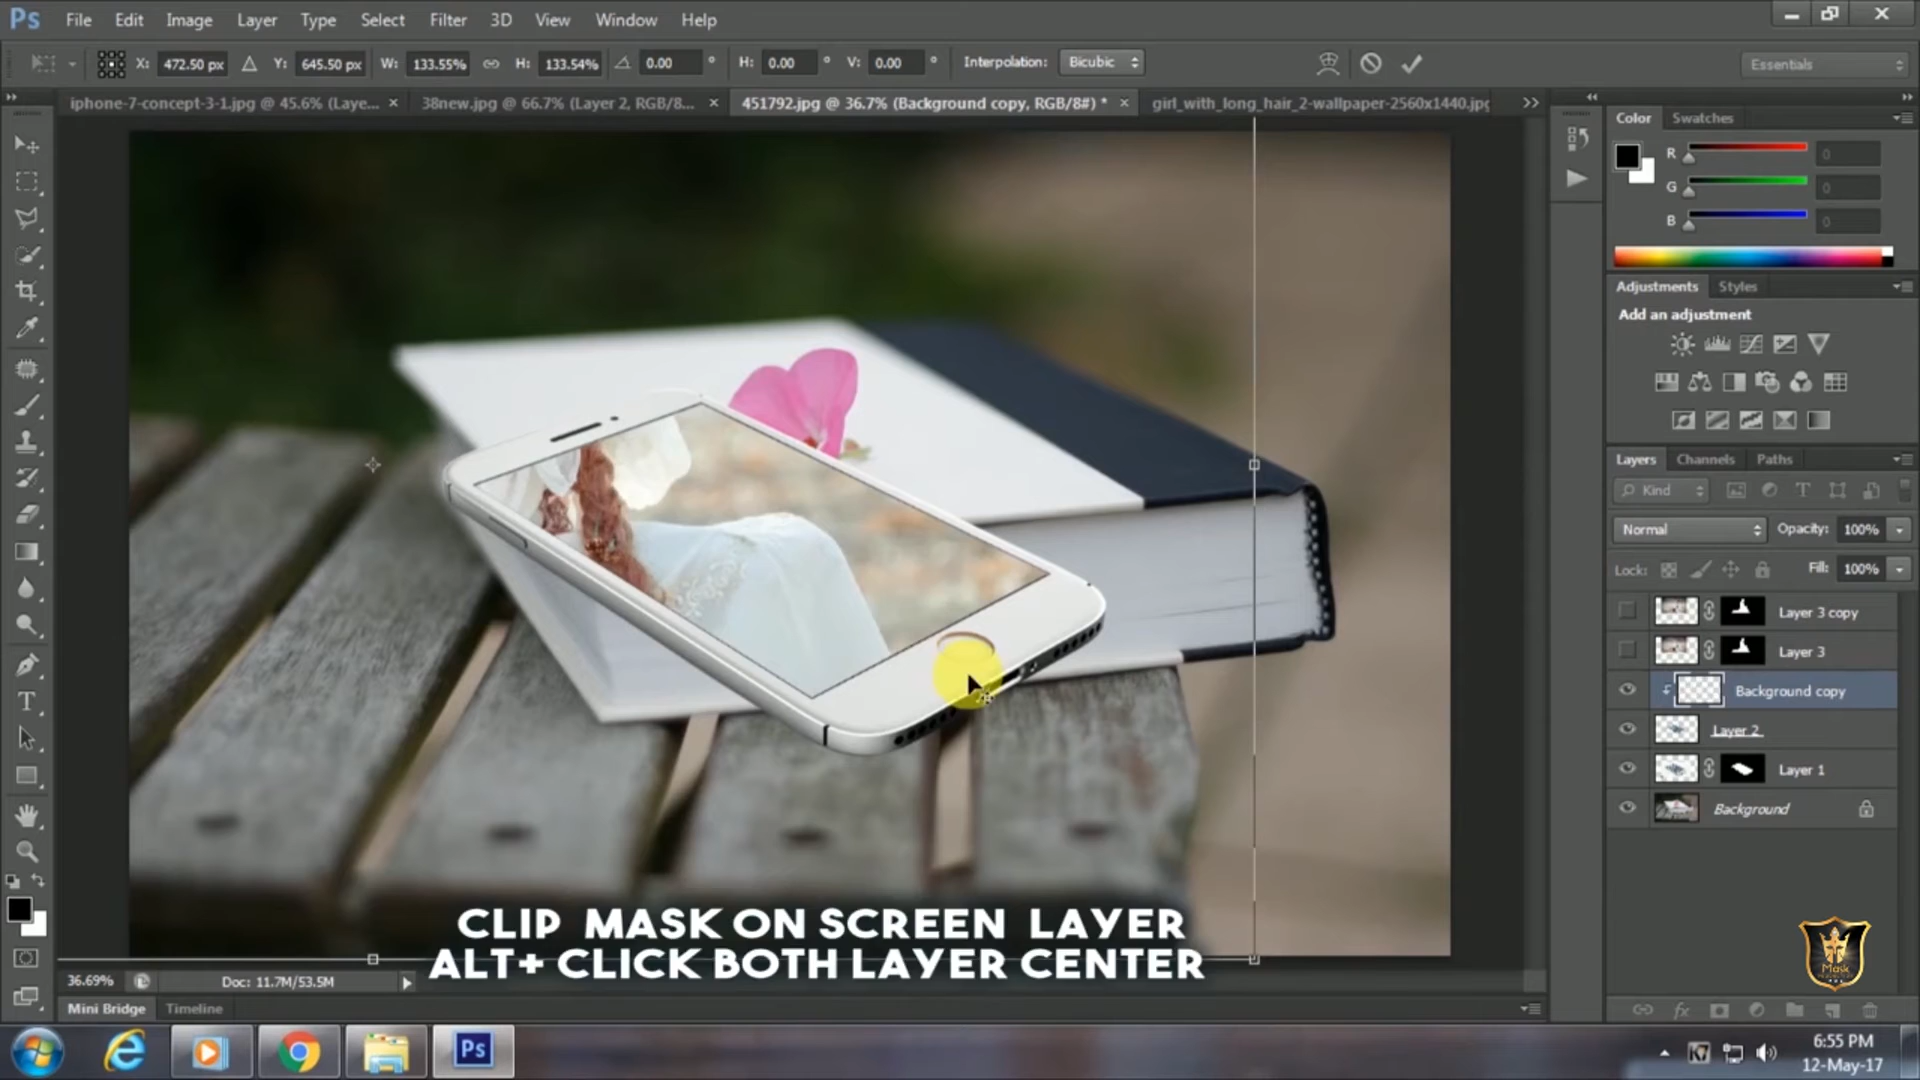 Ps File Edit Image Layer Type Select Filter 3D View Window Help
X: 472.50 px Y: 645.50 px W: 133.55% H: 133.54% 0.00 ° H: 0.00 ° V: 0.00 ° Interpolation: Bicubic Essentials
iphone-7-concept-3-1.jpg @ 45.6% (Laye... × 38new.jpg @ 66.7% (Layer 2, RGB/8... × 451792.jpg @ 36.7% (Background copy, RGB/8#) * × girl_with_long_hair_2-wallpaper-2560x1440.jpg
Color Swatches
R 0
G 0
B 0
Adjustments Styles
Add an adjustment
Layers Channels Paths
Kind
Normal Opacity: 100%
Lock: Fill: 100%
Layer 3 copy
Layer 3
Background copy
Layer 2
Layer 1
Background
CLIP MASK ON SCREEN LAYER
ALT+ CLICK BOTH LAYER CENTER
Mask
36.69% Doc: 11.7M/53.5M
Mini Bridge Timeline
Ps
6:55 PM
12-May-17